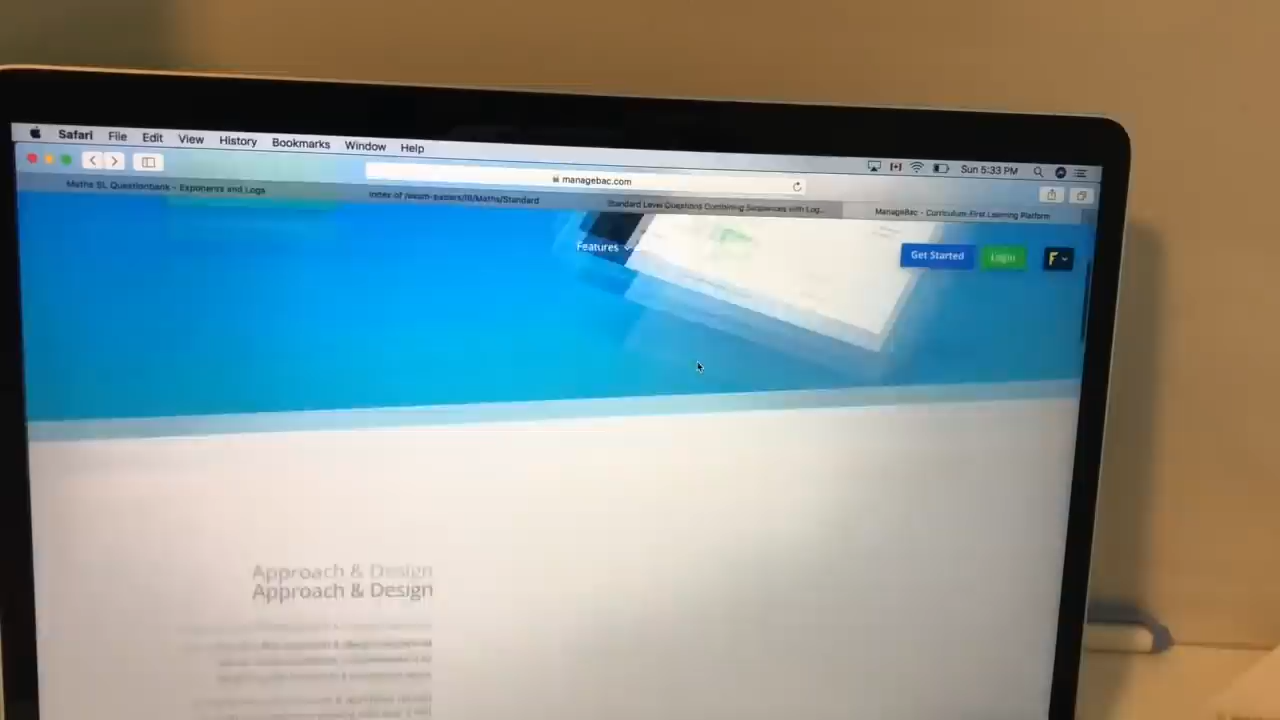 Safari File Edit View History Bookmarks Window Help
Sun 5:33 PM
managebac.com
Maths SL Questionbank - Exponents and Logs
Index of /exam-papers/IB/Maths/Standard
Standard Level Questions Combining Sequences with Log...
ManageBac - Curriculum-First Learning Platform
Features
Get Started
Login
F
Approach & Design
Approach & Design